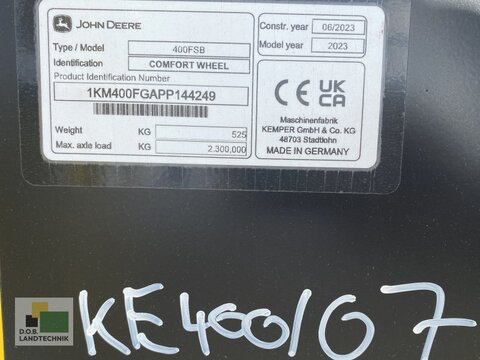 JOHN DEERE
Type / Model 400FSB
Identification COMFORT WHEEL
Product Identification Number
1KM400FGAPP144249
Weight KG 525
Max. axle load KG 2.300,000
Constr. year 06/2023
Model year 2023
CE UK CA
Maschinenfabrik
KEMPER GmbH & Co. KG
48703 Stadtlohn
MADE IN GERMANY
KE400/07
D.O.B.
LANDTECHNIK